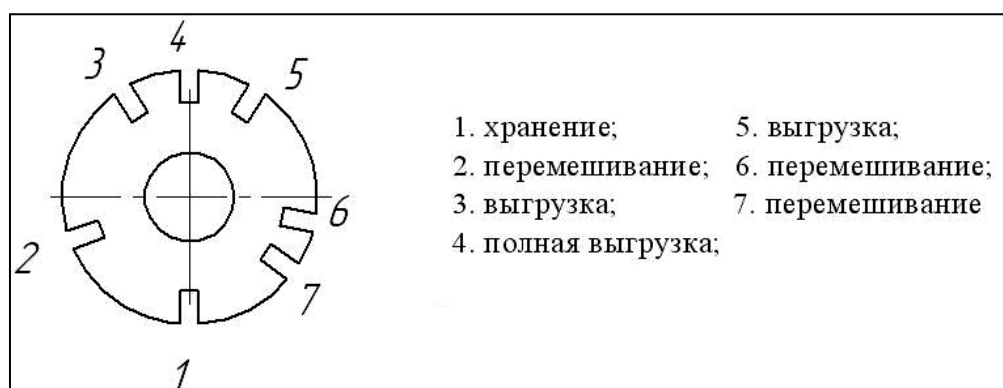 4
3
5
6
2
7
1
1. хранение; 5. выгрузка;
2. перемешивание; 6. перемешивание;
3. выгрузка; 7. перемешивание
4. полная выгрузка;